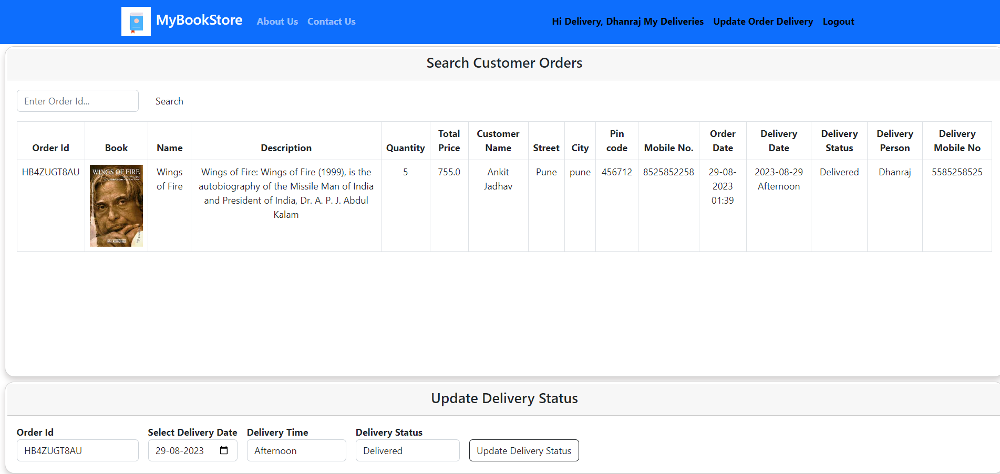 MyBookStore About Us Contact Us Hi Delivery, Dhanraj My Deliveries Update Order Delivery Logout
Search Customer Orders
Enter Order Id... Search
Order Id Book Name Description Quantity Total Price Customer Name Street City Pin code Mobile No. Order Date Delivery Date Delivery Status Delivery Person Delivery Mobile No
HB4ZUGT8AU
WINGS OF FIRE
Wings
of Fire
Wings of Fire: Wings of Fire (1999), is the
autobiography of the Missile Man of India
and President of India, Dr. A. P. J. Abdul
Kalam
5
755.0
Ankit
Jadhav
Pune
pune
456712
8525852258
29-08-
2023
01:39
2023-08-29
Afternoon
Delivered
Dhanraj
5585258525
Update Delivery Status
Order Id Select Delivery Date Delivery Time Delivery Status
HB4ZUGT8AU 29-08-2023 Afternoon Delivered Update Delivery Status